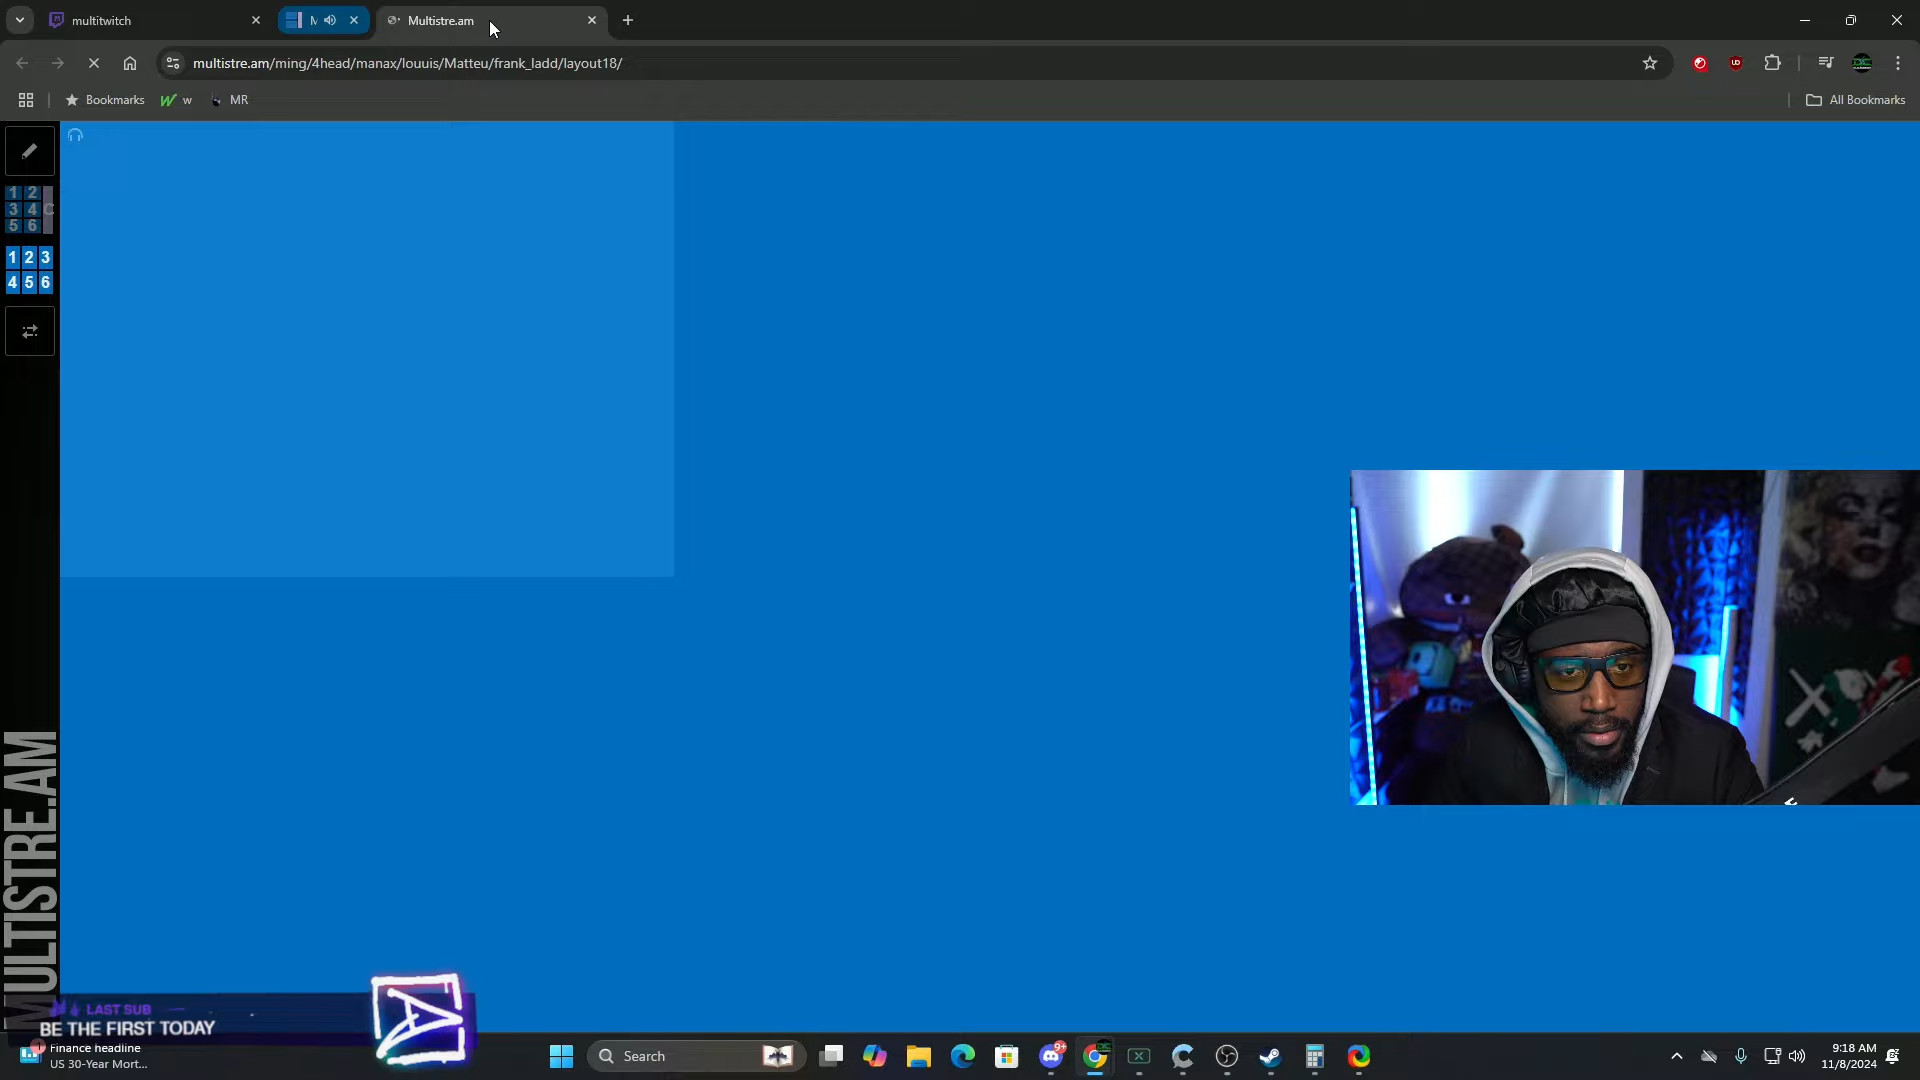 multitwitch
M
Multistre.am
multistre.am/ming/4head/manax/louuis/Matteu/frank_ladd/layout18/
Bookmarks
w
MR
All Bookmarks
1 2
3 4 C
5 6
1 2 3
4 5 6
MULTISTRE.AM
LAST SUB
BE THE FIRST TODAY
Finance headline
US 30-Year Mort...
Search
9+
9:18 AM
11/8/2024